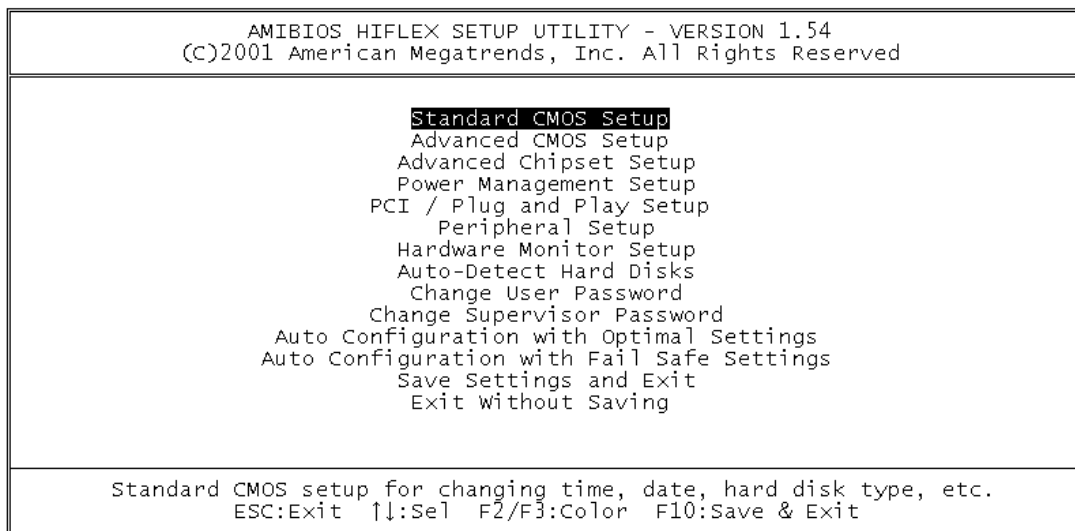 AMIBIOS HIFLEX SETUP UTILITY - VERSION 1.54
(C)2001 American Megatrends, Inc. All Rights Reserved
Standard CMOS Setup
Advanced CMOS Setup
Advanced Chipset Setup
Power Management Setup
PCI / Plug and Play Setup
Peripheral Setup
Hardware Monitor Setup
Auto-Detect Hard Disks
Change User Password
Change Supervisor Password
Auto Configuration with Optimal Settings
Auto Configuration with Fail Safe Settings
Save Settings and Exit
Exit Without Saving
Standard CMOS setup for changing time, date, hard disk type, etc.
ESC:Exit ↑↓:Sel F2/F3:Color F10:Save & Exit